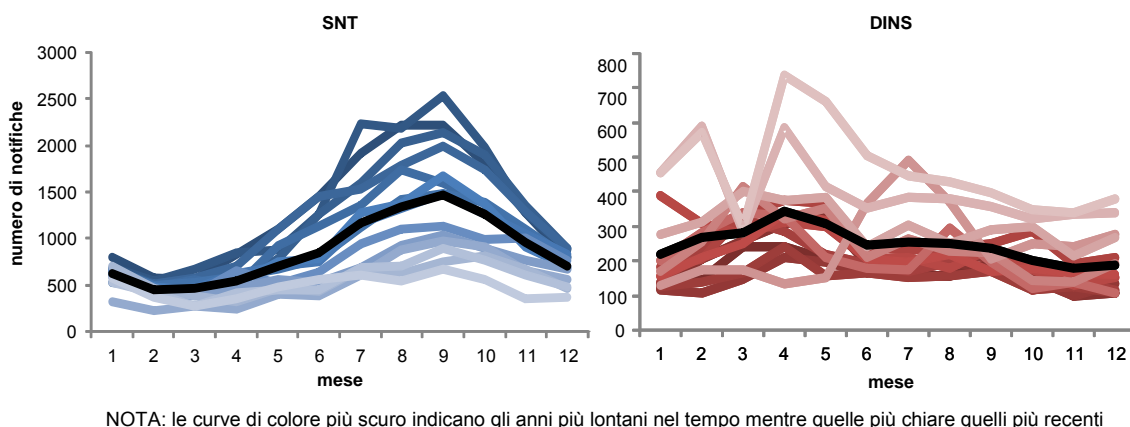 SNT
DINS
numero di notifiche
3000
2500
2000
1500
1000
500
0
1 2 3 4 5 6 7 8 9 10 11 12
mese
800
700
600
500
400
300
200
100
0
1 2 3 4 5 6 7 8 9 10 11 12
mese
NOTA: le curve di colore più scuro indicano gli anni più lontani nel tempo mentre quelle più chiare quelli più recenti